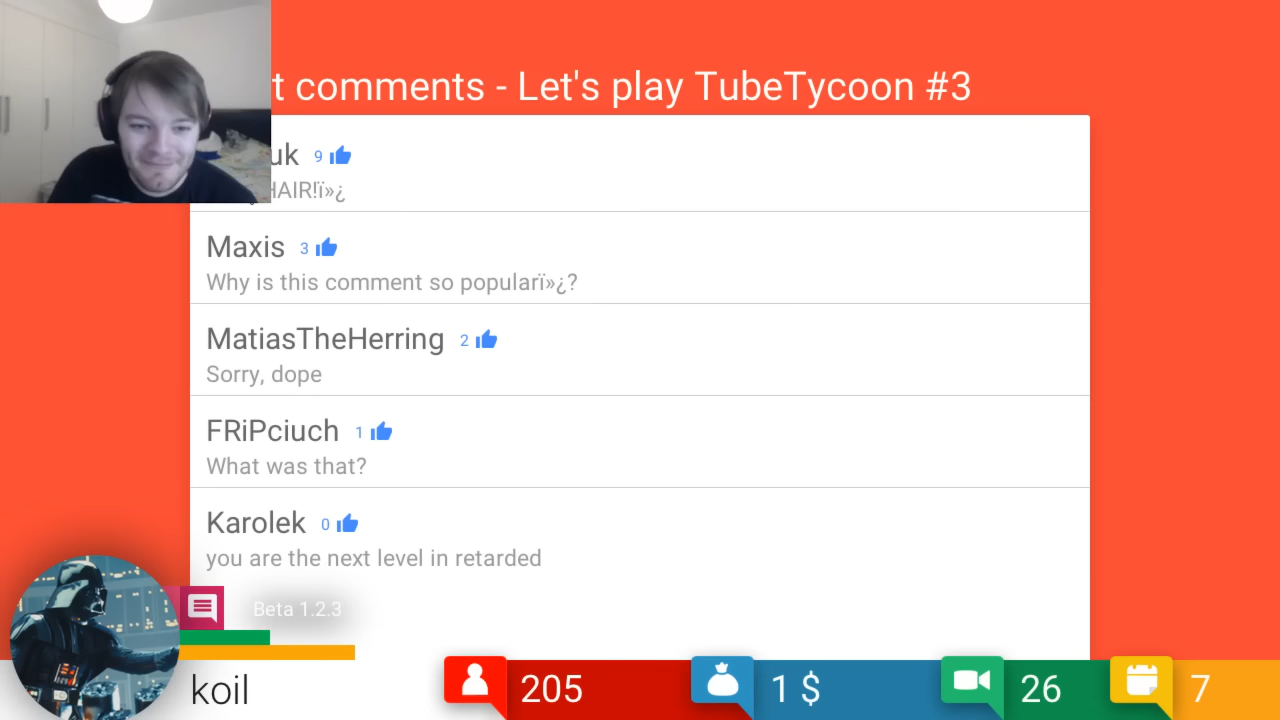 t comments - Let's play TubeTycoon #3
uk 9
HAIR!ï»¿
Maxis 3
Why is this comment so popularï»¿?
MatiasTheHerring 2
Sorry, dope
FRiPciuch 1
What was that?
Karolek 0
you are the next level in retarded
Beta 1.2.3
koil
205
1 $
26
7